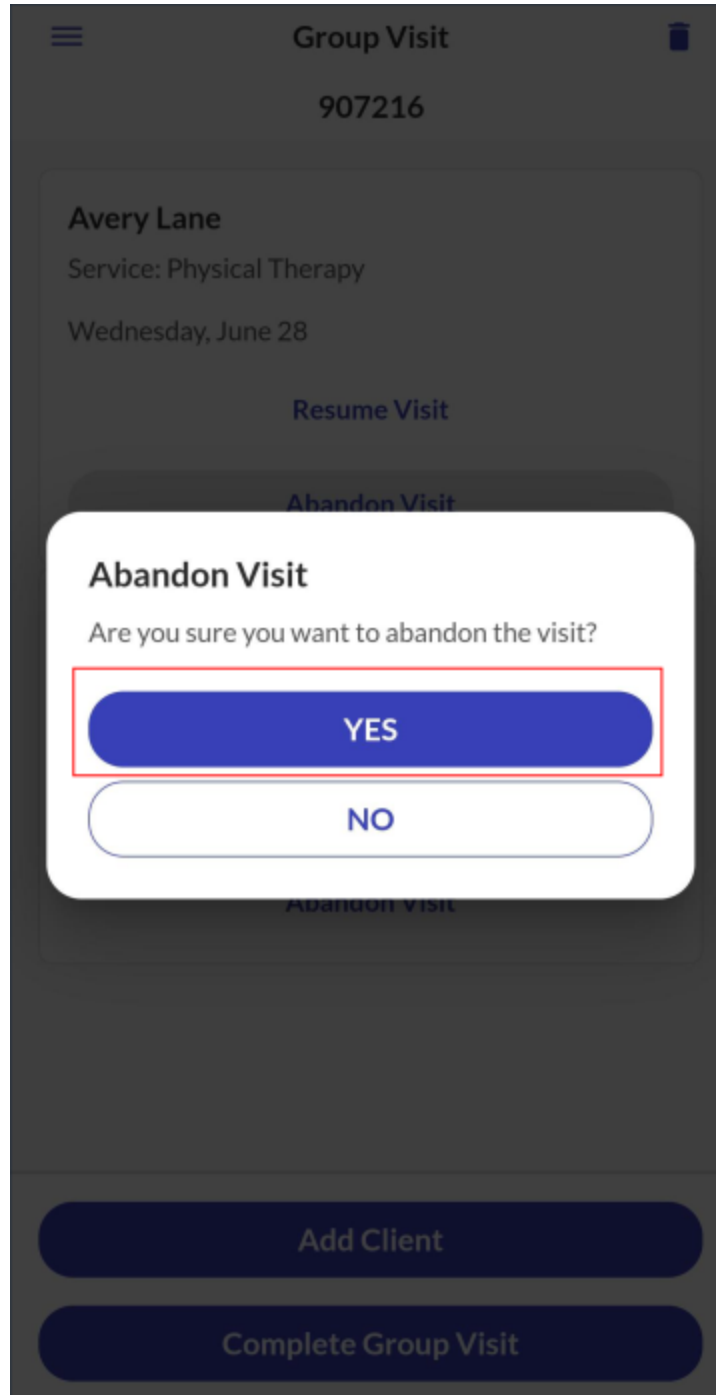 Group Visit
907216
Avery Lane
Service: Physical Therapy
Wednesday, June 28
Resume Visit
Abandon Visit
Abandon Visit
Are you sure you want to abandon the visit?
YES
NO
Abandon Visit
Add Client
Complete Group Visit